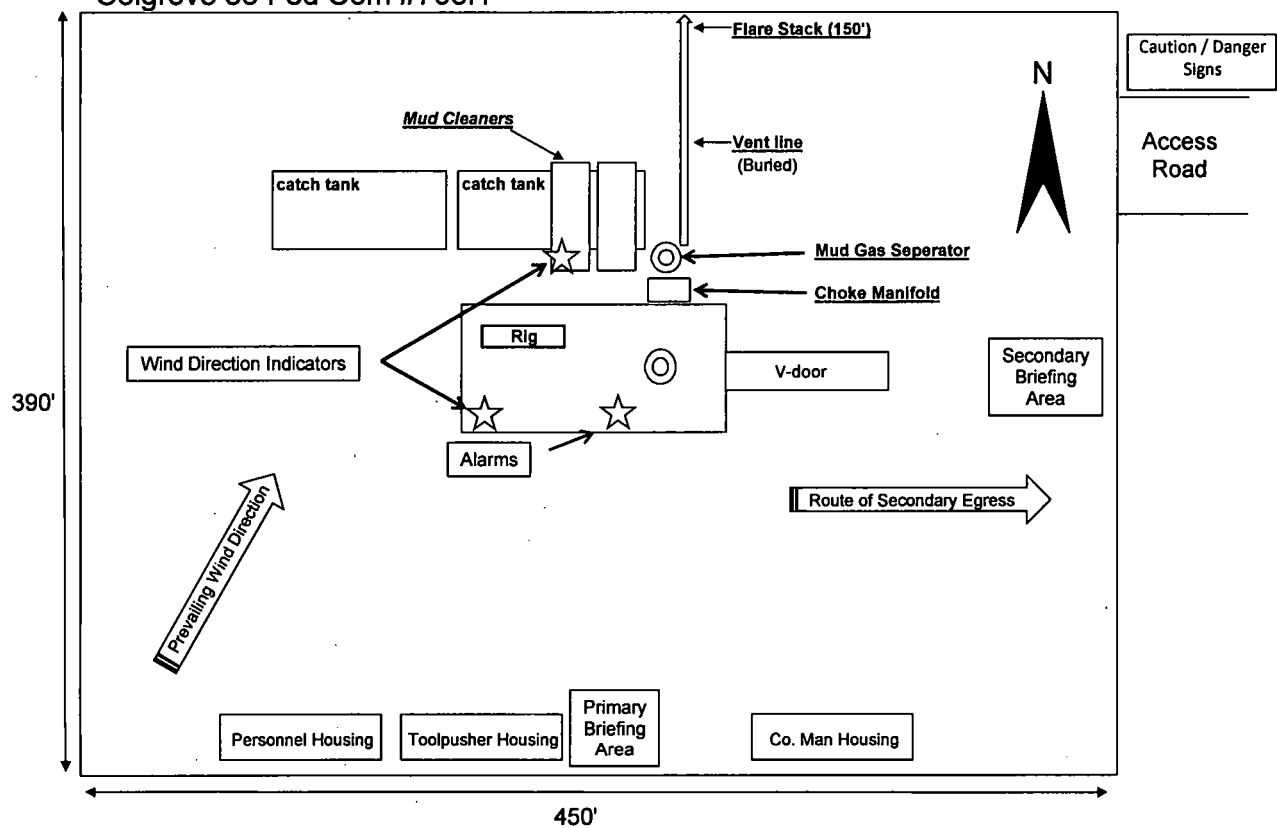 Flare Stack (150')
Caution / Danger
Signs
N
Mud Cleaners
Vent line
(Buried)
Access
Road
catch tank
catch tank
Mud Gas Seperator
Choke Manifold
Rig
Wind Direction Indicators
V-door
Secondary
Briefing
Area
390'
Alarms
Prevailing Wind Direction
Route of Secondary Egress
Personnel Housing
Toolpusher Housing
Primary
Briefing
Area
Co. Man Housing
450'